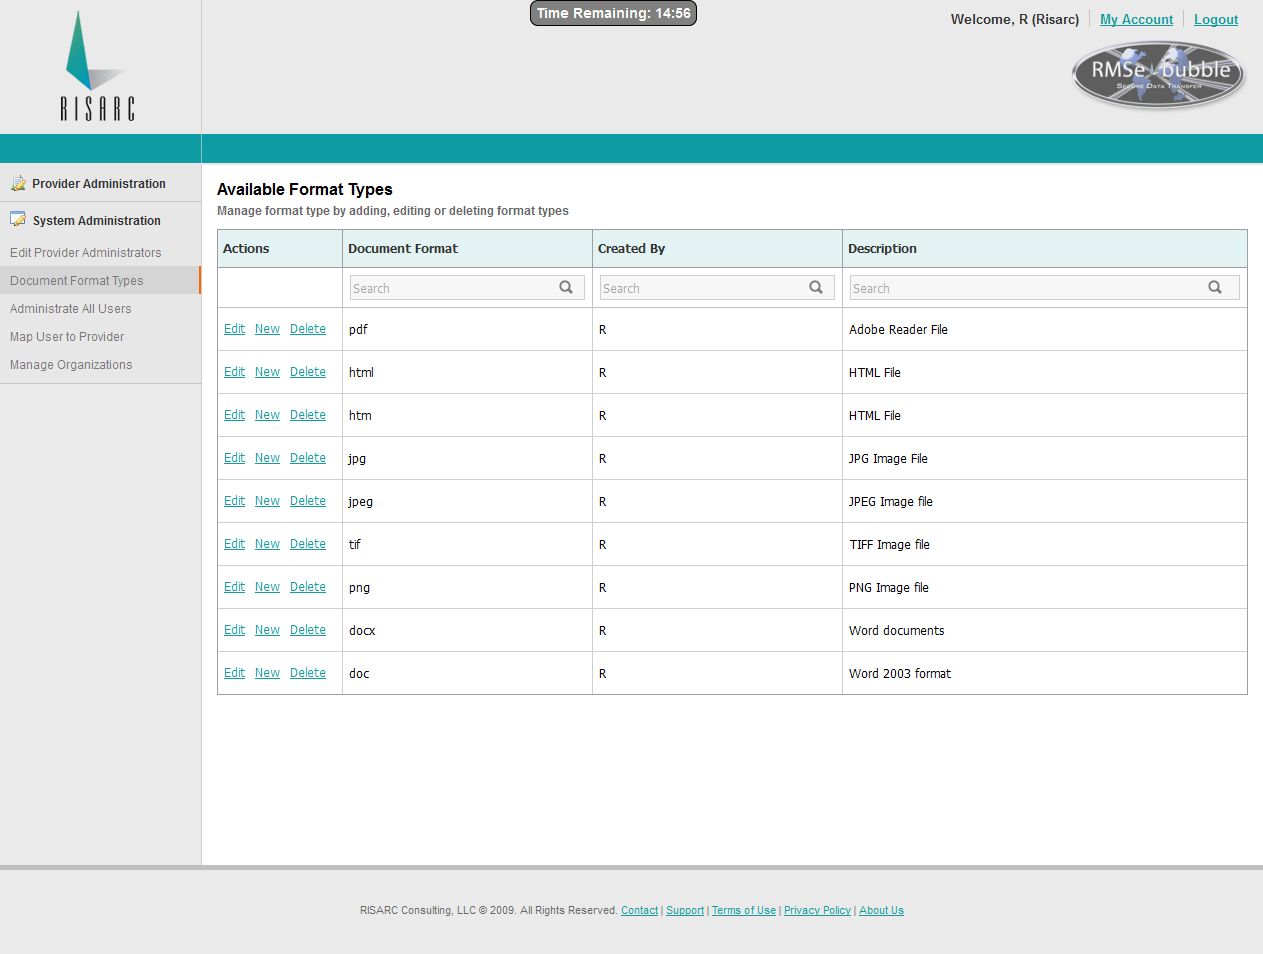 Time Remaining: 14:56
Welcome, R (Risarc) My Account Logout
RISARC
RMSe bubble
SECURE DATA TRANSFER
Provider Administration
System Administration
Edit Provider Administrators
Document Format Types
Administrate All Users
Map User to Provider
Manage Organizations
Available Format Types
Manage format type by adding, editing or deleting format types
Actions Document Format Created By Description
Search Search Search
Edit New Delete pdf R Adobe Reader File
Edit New Delete html R HTML File
Edit New Delete htm R HTML File
Edit New Delete jpg R JPG Image File
Edit New Delete jpeg R JPEG Image file
Edit New Delete tif R TIFF Image file
Edit New Delete png R PNG Image file
Edit New Delete docx R Word documents
Edit New Delete doc R Word 2003 format
RISARC Consulting, LLC © 2009. All Rights Reserved. Contact | Support | Terms of Use | Privacy Policy | About Us